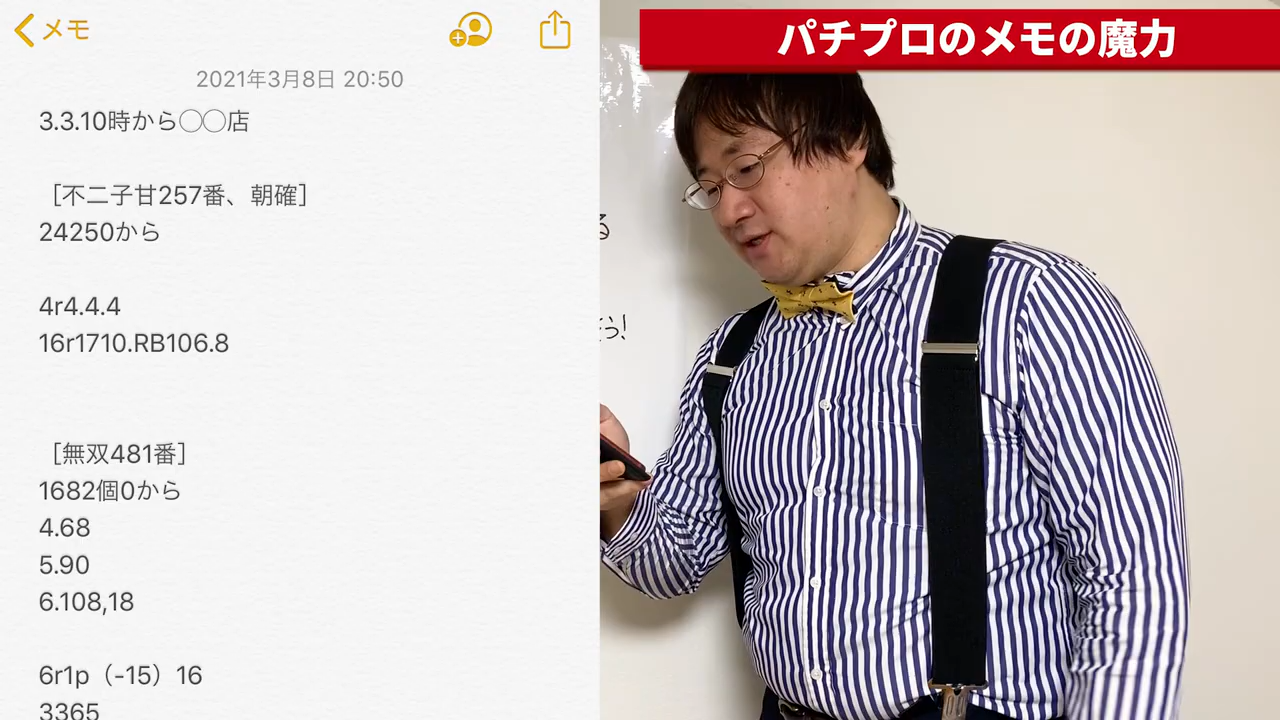 メモ
パチプロのメモの魔力
2021年3月8日 20:50
3.3.10時から◯◯店
［不二子甘257番、朝確］
24250から
4r4.4.4
16r1710.RB106.8
［無双481番］
1682個0から
4.68
5.90
6.108,18
6r1p（-15）16
3365
る
う！